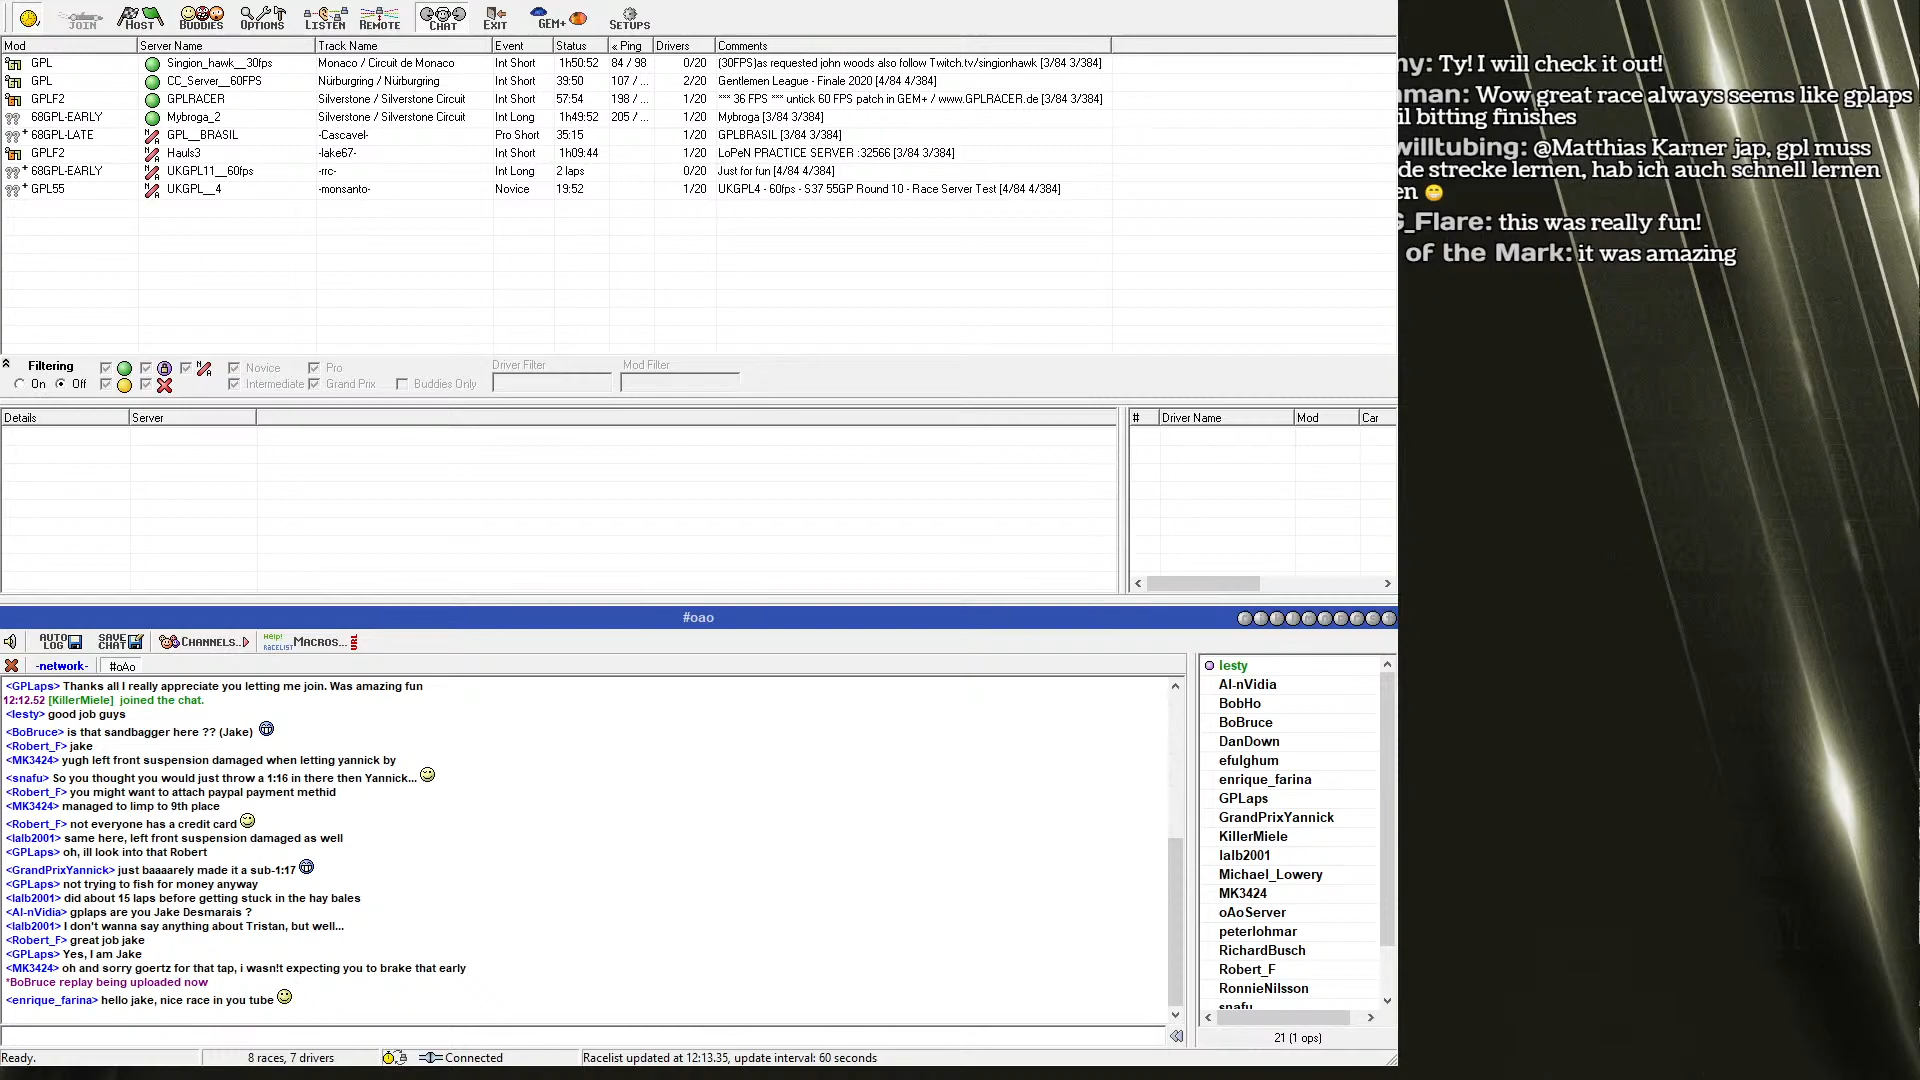 JOIN HOST BUDDIES OPTIONS LISTEN REMOTE CHAT EXIT GEM+ SETUPS
Mod Server Name Track Name Event Status « Ping Drivers Comments
GPL Singion_hawk__30fps Monaco / Circuit de Monaco Int Short 1h50:52 84 / 98 0/20 (30FPS)as requested john woods also follow Twitch.tv/singionhawk [3/84 3/384]
GPL CC_Server__60FPS Nürburgring / Nürburgring Int Short 39:50 107 / ... 2/20 Gentlemen League - Finale 2020 [4/84 4/384]
GPLF2 GPLRACER Silverstone / Silverstone Circuit Int Short 57:54 198 / ... 1/20 *** 36 FPS *** untick 60 FPS patch in GEM+ / www.GPLRACER.de [3/84 3/384]
68GPL-EARLY Mybroga_2 Silverstone / Silverstone Circuit Int Long 1h49:52 205 / ... 1/20 Mybroga [3/84 3/384]
68GPL-LATE GPL__BRASIL -Cascavel- Pro Short 35:15 1/20 GPLBRASIL [3/84 3/384]
GPLF2 Hauls3 -lake67- Int Short 1h09:44 1/20 LoPeN PRACTICE SERVER :32566 [3/84 3/384]
68GPL-EARLY UKGPL11__60fps -rrc- Int Long 2 laps 0/20 Just for fun [4/84 4/384]
GPL55 UKGPL__4 -monsanto- Novice 19:52 1/20 UKGPL4 - 60fps - S37 55GP Round 10 - Race Server Test [4/84 4/384]
Filtering Novice Pro Driver Filter Mod Filter
On Off Intermediate Grand Prix Buddies Only
Details Server # Driver Name Mod Car
#oao
AUTO LOG SAVE CHAT CHANNELS.. Help! RACELIST MACROS... URL
-network- #oAo
<GPLaps> Thanks all I really appreciate you letting me join. Was amazing fun
12:12.52 [KillerMiele] joined the chat.
<lesty> good job guys
<BoBruce> is that sandbagger here ?? (Jake)
<Robert_F> jake
<MK3424> yugh left front suspension damaged when letting yannick by
<snafu> So you thought you would just throw a 1:16 in there then Yannick...
<Robert_F> you might want to attach paypal payment methid
<MK3424> managed to limp to 9th place
<Robert_F> not everyone has a credit card
<lalb2001> same here, left front suspension damaged as well
<GPLaps> oh, ill look into that Robert
<GrandPrixYannick> just baaaarely made it a sub-1:17
<GPLaps> not trying to fish for money anyway
<lalb2001> did about 15 laps before getting stuck in the hay bales
<Al-nVidia> gplaps are you Jake Desmarais ?
<lalb2001> I don't wanna say anything about Tristan, but well...
<Robert_F> great job jake
<GPLaps> Yes, I am Jake
<MK3424> oh and sorry goertz for that tap, i wasn!t expecting you to brake that early
*BoBruce replay being uploaded now
<enrique_farina> hello jake, nice race in you tube
lesty
Al-nVidia
BobHo
BoBruce
DanDown
efulghum
enrique_farina
GPLaps
GrandPrixYannick
KillerMiele
lalb2001
Michael_Lowery
MK3424
oAoServer
peterlohmar
RichardBusch
Robert_F
RonnieNilsson
snafu
21 (1 ops)
Ready. 8 races, 7 drivers Connected Racelist updated at 12:13.35, update interval: 60 seconds
ny: Ty! I will check it out!
man: Wow great race always seems like gplaps
il bitting finishes
willtubing: @Matthias Karner jap, gpl muss
de strecke lernen, hab ich auch schnell lernen
en 😁
_Flare: this was really fun!
of the Mark: it was amazing